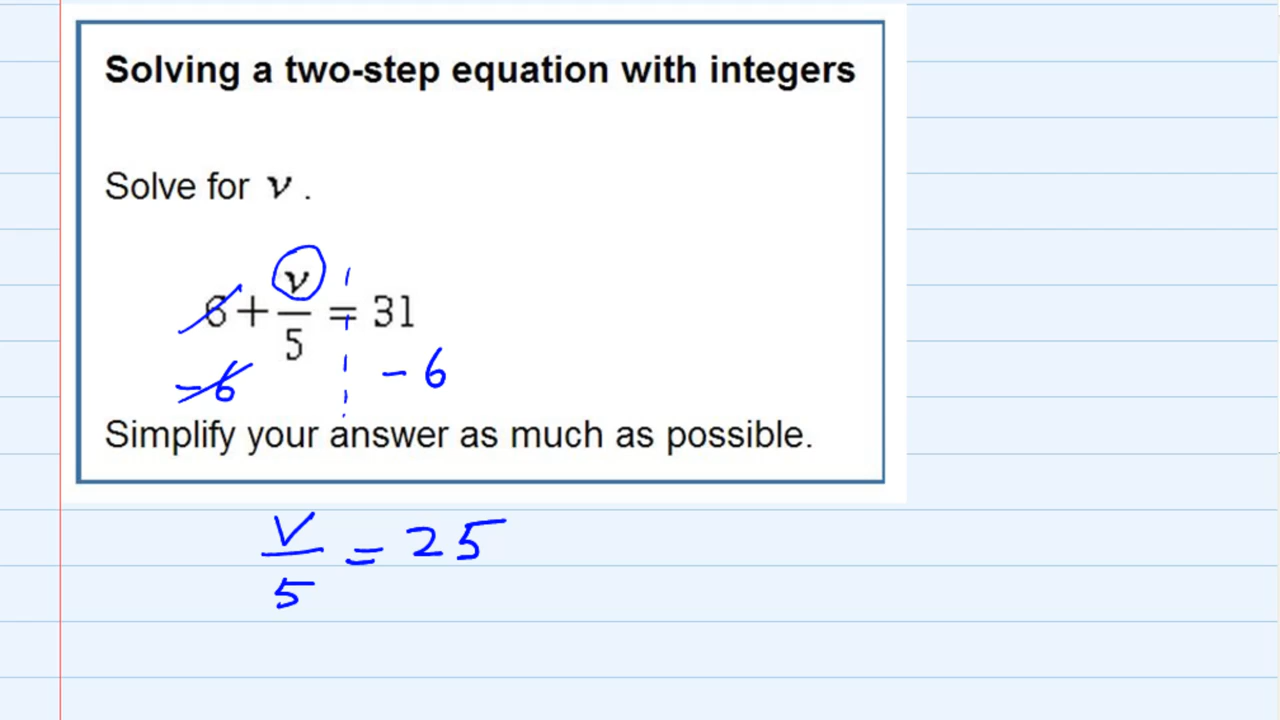 Solving a two-step equation with integers
Solve for v .
6 + v/5 = 31
-6 -6
Simplify your answer as much as possible.
v/5 = 25